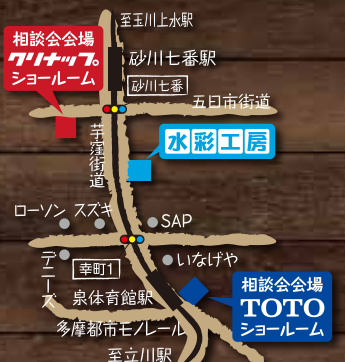 至玉川上水駅
相談会会場
クリナップ
ショールーム
砂川七番駅
砂川七番
五日市街道
芋窪街道
水彩工房
ローソン
スズキ
SAP
デニーズ
幸町1
いなげや
泉体育館駅
相談会会場
TOTO
ショールーム
多摩都市モノレール
至立川駅